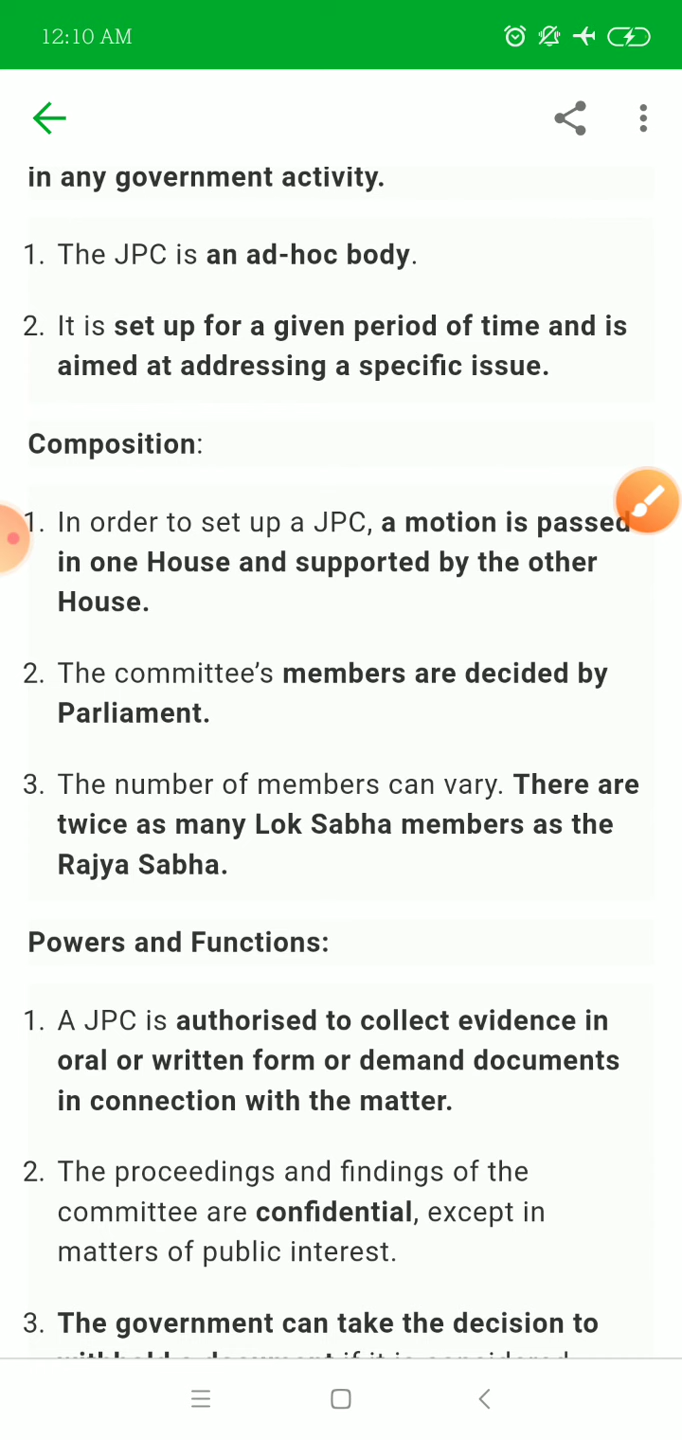 12:10 AM
in any government activity.
1. The JPC is an ad-hoc body.
2. It is set up for a given period of time and is
aimed at addressing a specific issue.
Composition:
1. In order to set up a JPC, a motion is passed
in one House and supported by the other
House.
2. The committee’s members are decided by
Parliament.
3. The number of members can vary. There are
twice as many Lok Sabha members as the
Rajya Sabha.
Powers and Functions:
1. A JPC is authorised to collect evidence in
oral or written form or demand documents
in connection with the matter.
2. The proceedings and findings of the
committee are confidential, except in
matters of public interest.
3. The government can take the decision to
withhold a document if it is considered